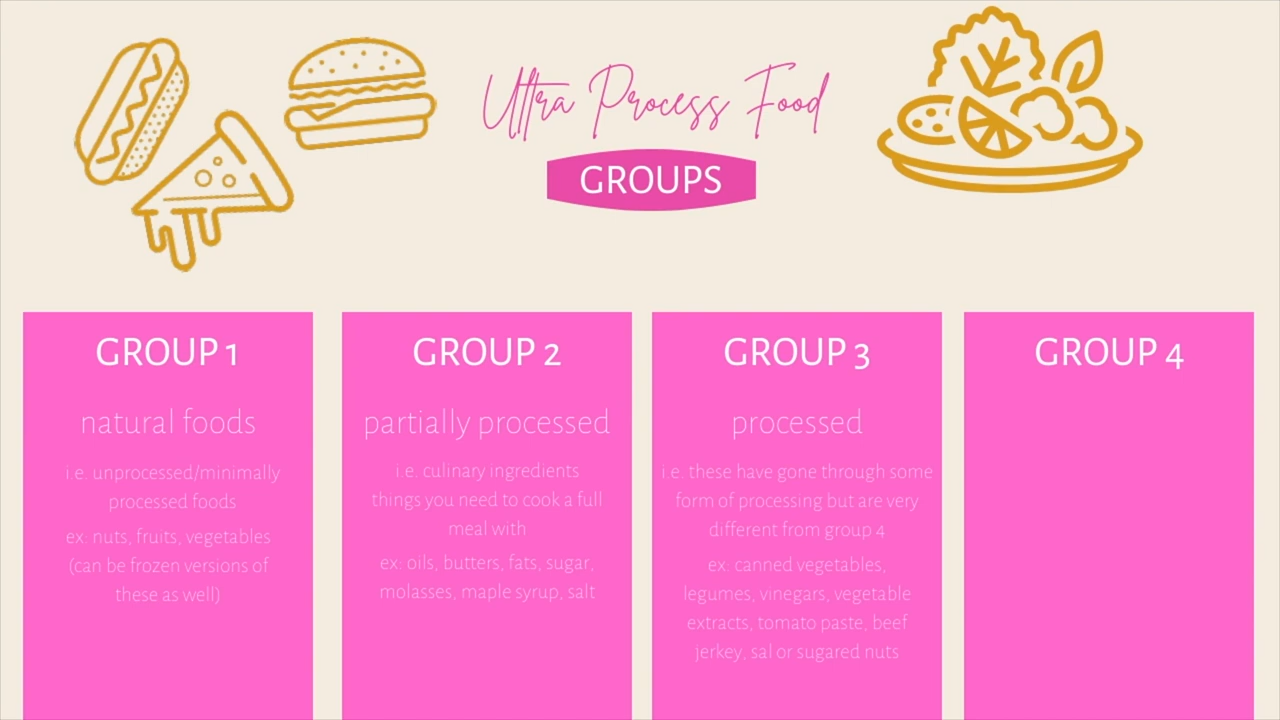 Ultra Process Food
GROUPS
GROUP 1
natural foods
i.e. unprocessed/minimally
processed foods
ex: nuts, fruits, vegetables
(can be frozen versions of
these as well)
GROUP 2
partially processed
i.e. culinary ingredients
things you need to cook a full
meal with
ex: oils, butters, fats, sugar,
molasses, maple syrup, salt
GROUP 3
processed
i.e. these have gone through some
form of processing but are very
different from group 4
ex: canned vegetables,
legumes, vinegars, vegetable
extracts, tomato paste, beef
jerkey, sal or sugared nuts
GROUP 4